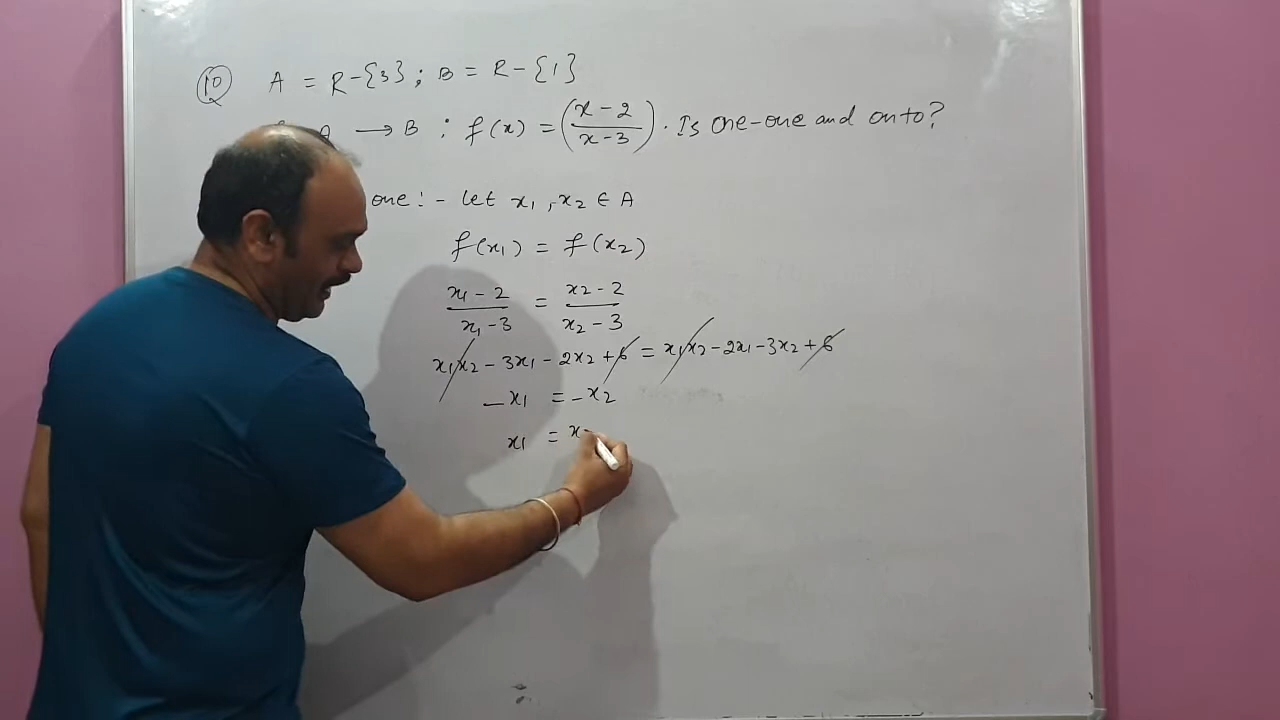 10 A = R-{3} ; B = R-{1}
A → B : f(x) = (x-2 / x-3) . Is one-one and onto?
one :- Let x1 , x2 ∈ A
f(x1) = f(x2)
x1-2 / x1-3 = x2-2 / x2-3
x1x2 - 3x1 - 2x2 + 6 = x1x2 - 2x1 - 3x2 + 6
-x1 = -x2
x1 = x